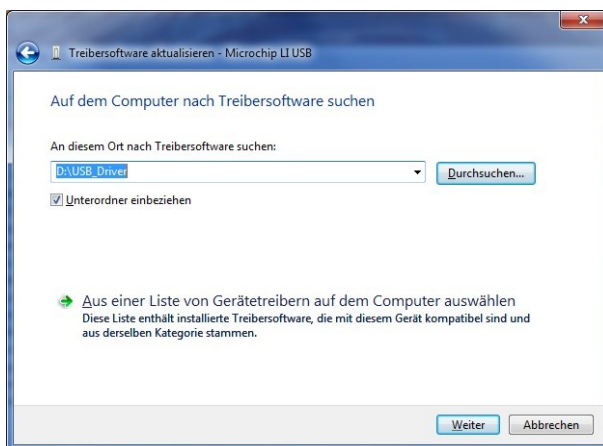 Treibersoftware aktualisieren - Microchip LI USB
Auf dem Computer nach Treibersoftware suchen
An diesem Ort nach Treibersoftware suchen:
D:\USB_Driver
Durchsuchen...
Unterordner einbeziehen
Aus einer Liste von Gerätetreibern auf dem Computer auswählen
Diese Liste enthält installierte Treibersoftware, die mit diesem Gerät kompatibel sind und
aus derselben Kategorie stammen.
Weiter
Abbrechen